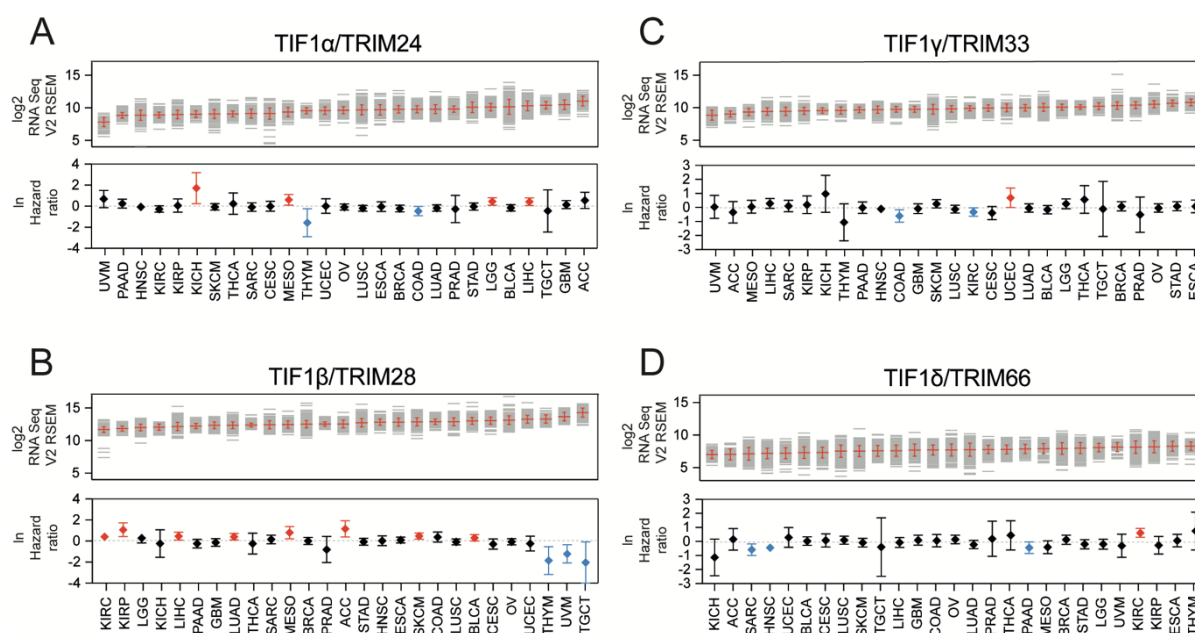 A
TIF1α/TRIM24
log2
RNA Seq
V2 RSEM
15
10
5
ln
Hazard
ratio
4
2
0
-2
-4
UVM PAAD HNSC KIRC KIRP KICH SKCM THCA SARC CESC MESO THYM UCEC OV LUSC ESCA BRCA COAD LUAD PRAD STAD LGG BLCA LIHC TGCT GBM ACC
B
TIF1β/TRIM28
log2
RNA Seq
V2 RSEM
15
10
5
ln
Hazard
ratio
4
2
0
-2
-4
KIRC KIRP LGG KICH LIHC PAAD GBM LUAD THCA SARC MESO BRCA PRAD ACC STAD HNSC ESCA SKCM COAD LUSC BLCA CESC OV UCEC THYM UVM TGCT
C
TIF1γ/TRIM33
log2
RNA Seq
V2 RSEM
15
10
5
ln
Hazard
ratio
3
2
1
0
-1
-2
-3
UVM ACC MESO LIHC SARC KIRP KICH THYM PAAD HNSC COAD GBM SKCM LUSC KIRC CESC UCEC LUAD BLCA LGG THCA TGCT BRCA PRAD OV STAD ESCA
D
TIF1δ/TRIM66
log2
RNA Seq
V2 RSEM
15
10
5
ln
Hazard
ratio
3
2
1
0
-1
-2
-3
KICH ACC SARC HNSC UCEC BLCA CESC LUSC SKCM TGCT LIHC GBM COAD OV LUAD PRAD THCA PAAD MESO BRCA STAD LGG UVM KIRC KIRP ESCA THYM